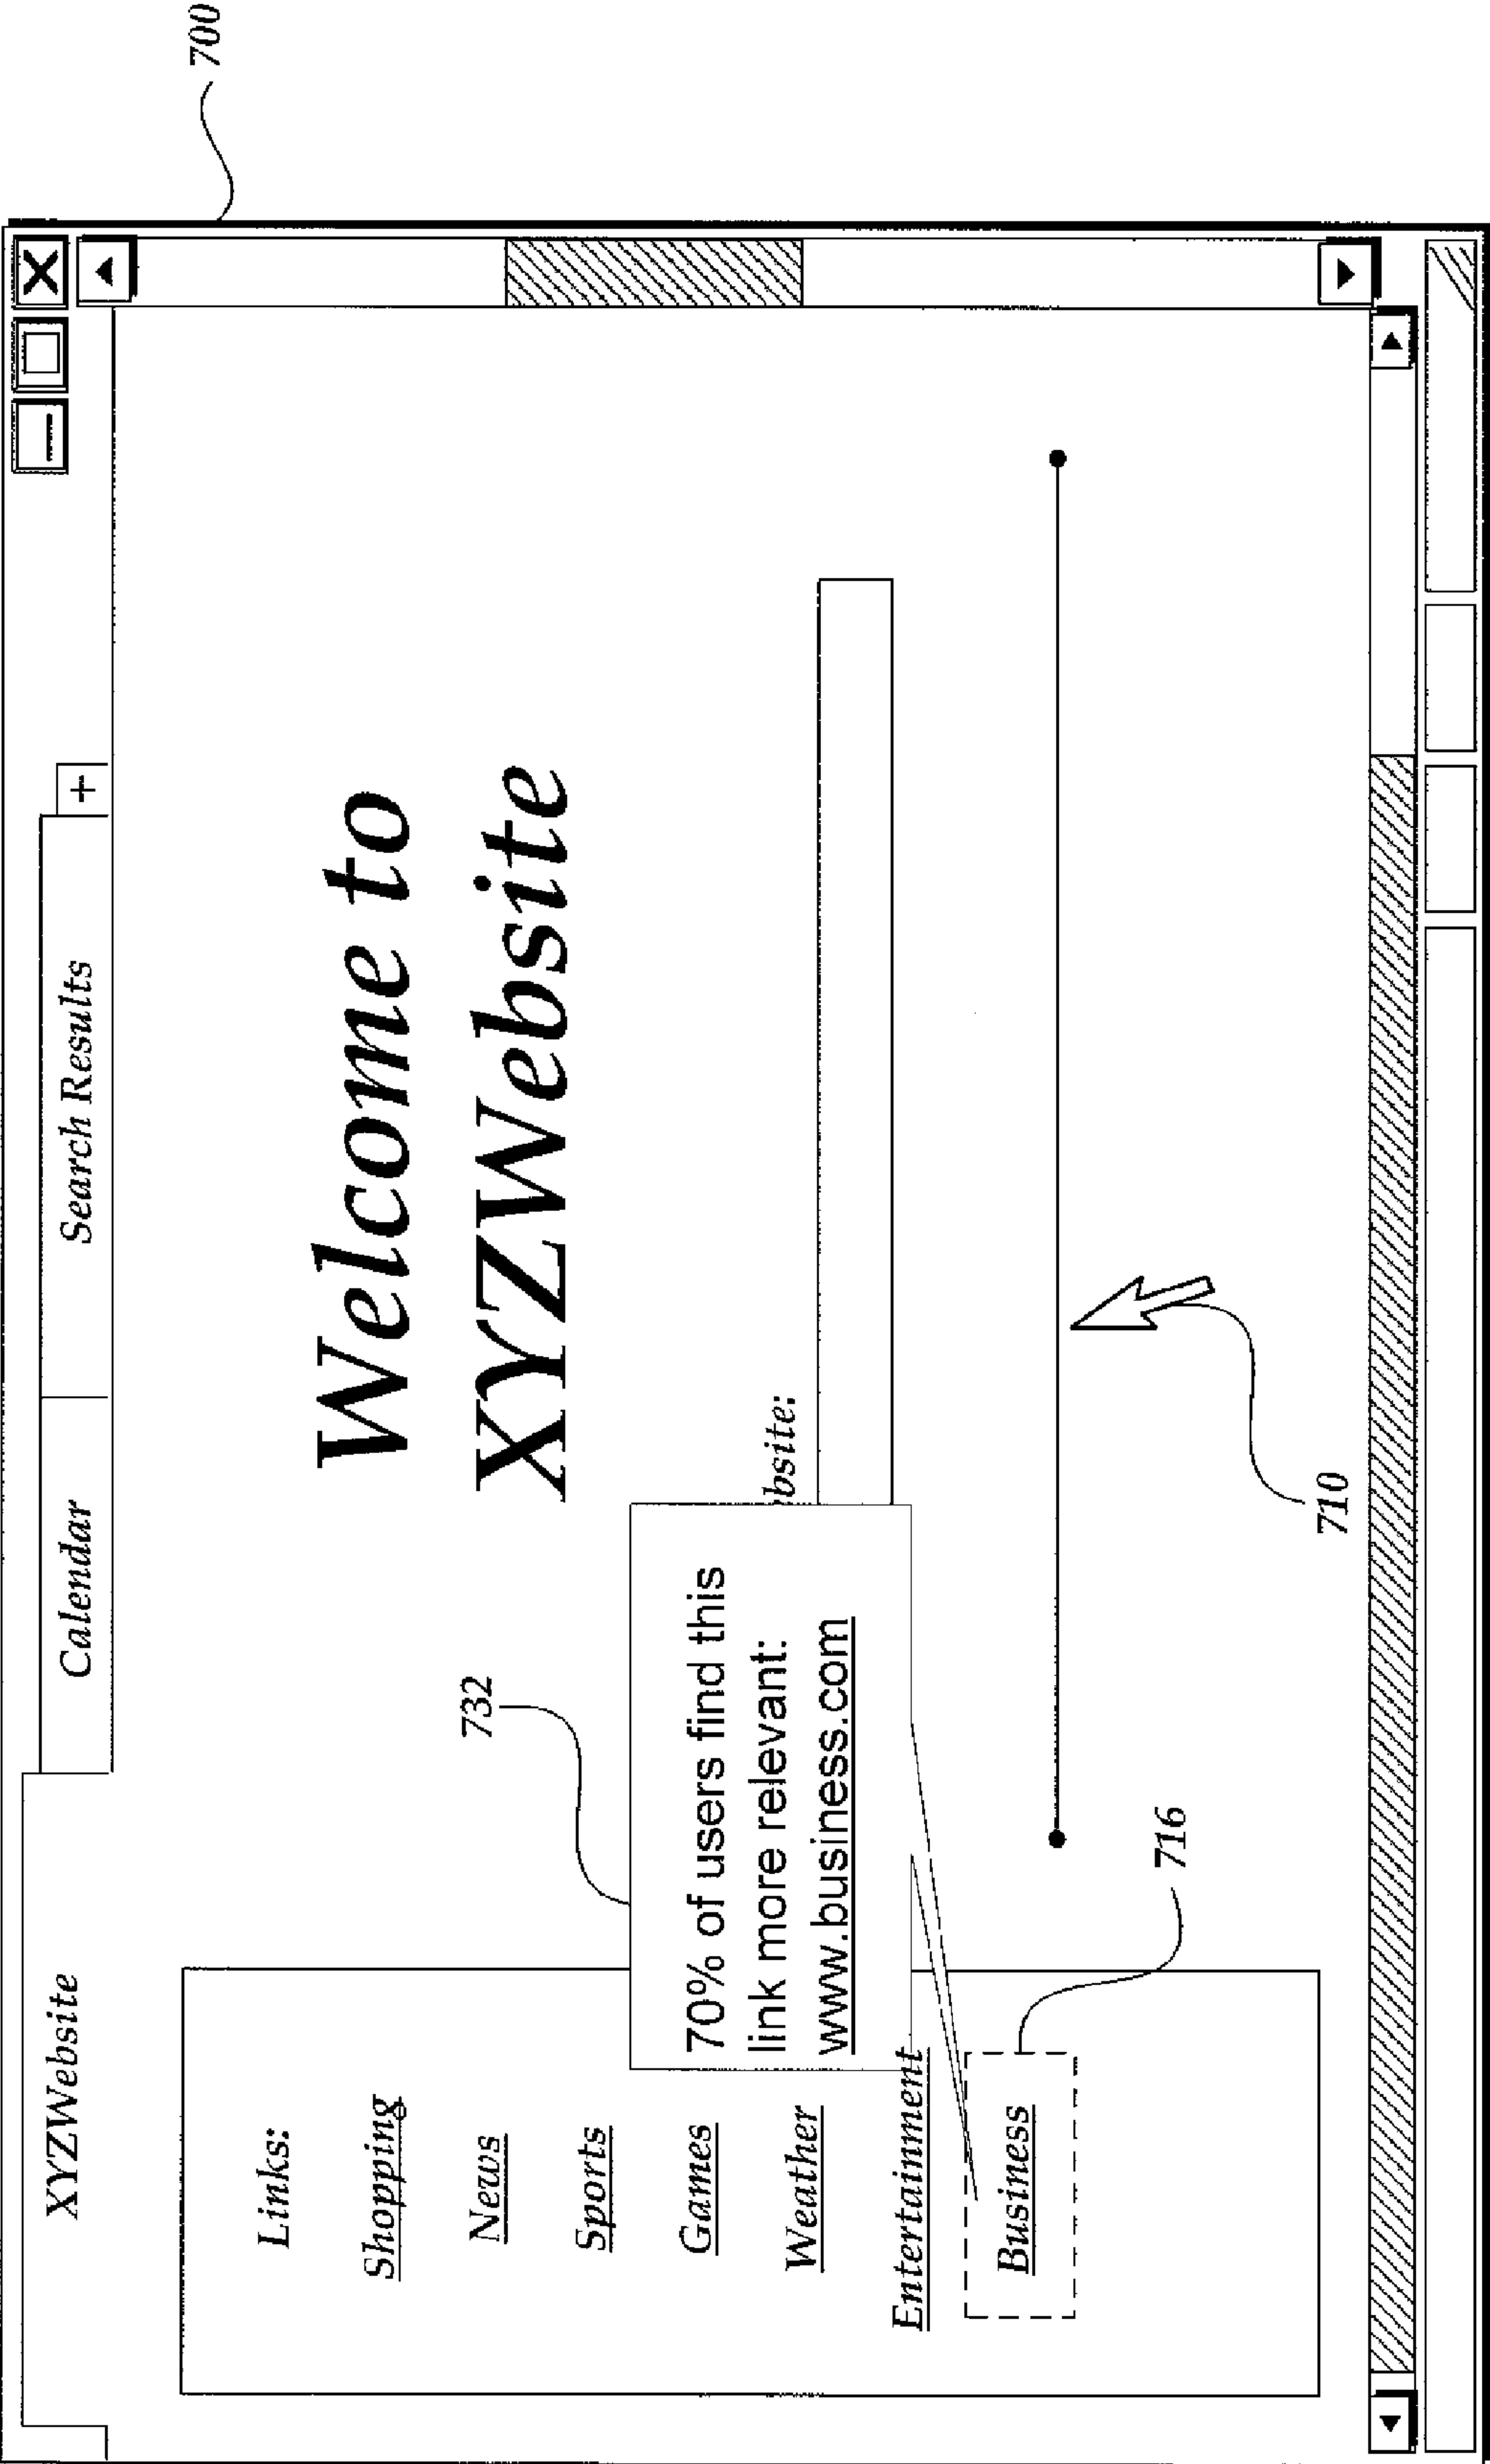 700
XYZWebsite
Calendar
Search Results
+
Welcome to
XYZWebsite
Links:
Shopping
News
Sports
Games
Weather
Entertainment
Business
732
70% of users find this
link more relevant:
www.business.com
bsite:
716
710